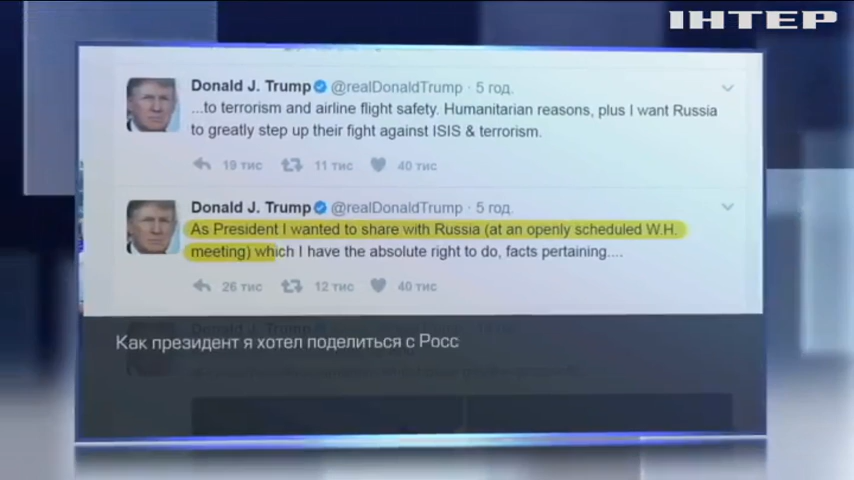 ІНТЕР
Donald J. Trump @realDonaldTrump · 5 год.
...to terrorism and airline flight safety. Humanitarian reasons, plus I want Russia
to greatly step up their fight against ISIS & terrorism.
19 тис 11 тис 40 тис
Donald J. Trump @realDonaldTrump · 5 год.
As President I wanted to share with Russia (at an openly scheduled W.H.
meeting) which I have the absolute right to do, facts pertaining....
26 тис 12 тис 40 тис
Как президент я хотел поделиться с Росс